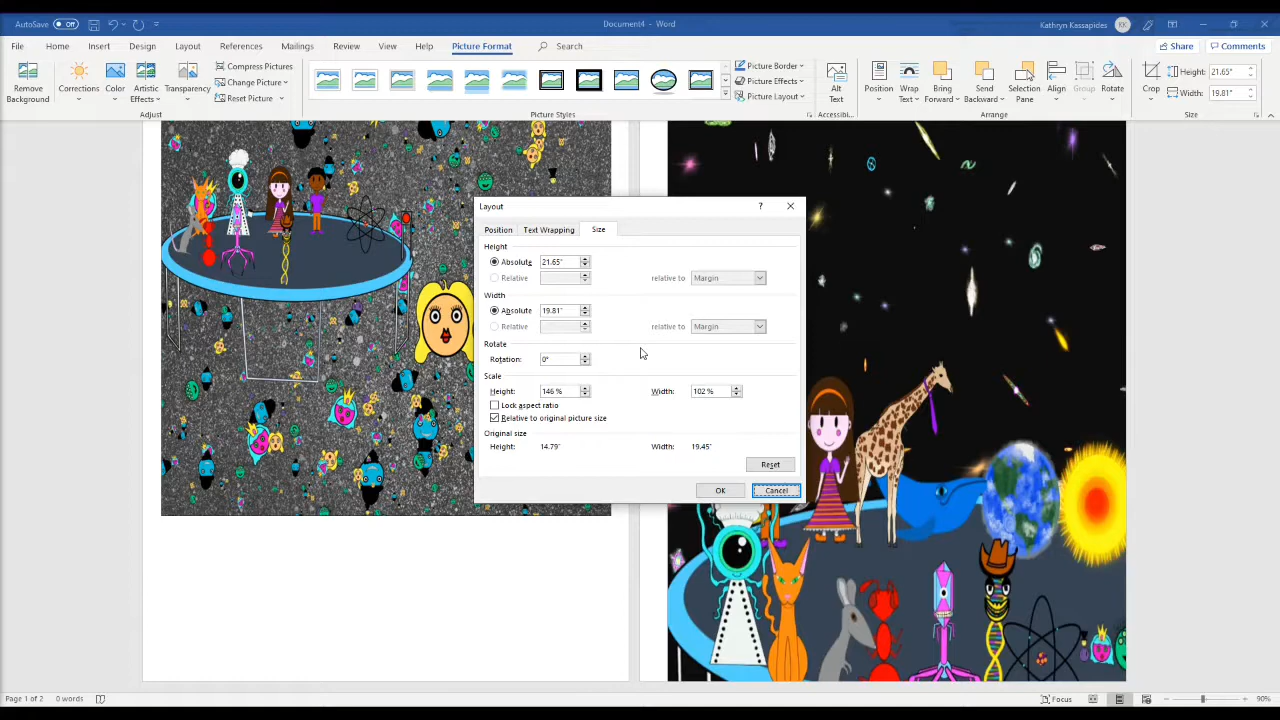 AutoSave Off Document4 - Word Kathryn Kassapides KK
File Home Insert Design Layout References Mailings Review View Help Picture Format Search Share Comments
Remove Background
Corrections
Color
Artistic Effects
Transparency
Compress Pictures
Change Picture
Reset Picture
Picture Border
Picture Effects
Picture Layout
Alt Text
Position
Wrap Text
Bring Forward
Send Backward
Selection Pane
Align
Group
Rotate
Crop
Height: 21.65"
Width: 19.81"
Adjust Picture Styles Accessibili... Arrange Size
Layout ?
Position Text Wrapping Size
Height
Absolute 21.65"
Relative relative to Margin
Width
Absolute 19.81"
Relative relative to Margin
Rotate
Rotation: 0°
Scale
Height: 146 % Width: 102 %
Lock aspect ratio
Relative to original picture size
Original size
Height: 14.79" Width: 19.45"
Reset
OK Cancel
Page 1 of 2 0 words Focus 90%